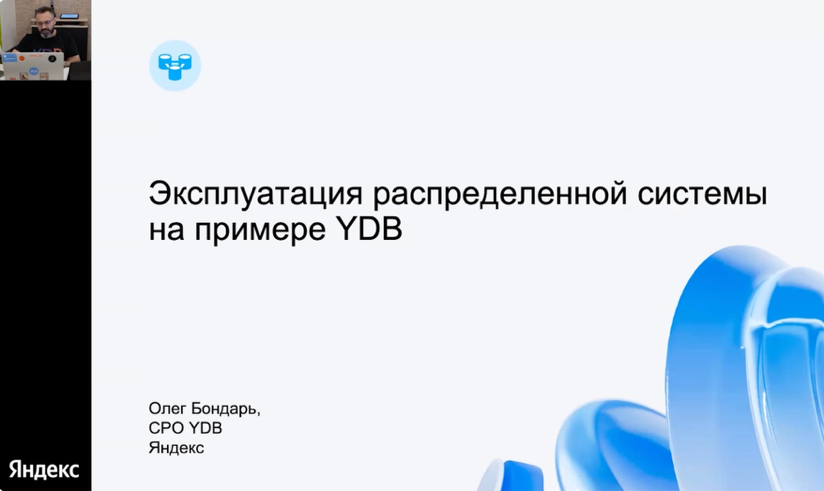 Эксплуатация распределенной системы
на примере YDB
Олег Бондарь,
CPO YDB
Яндекс
Яндекс